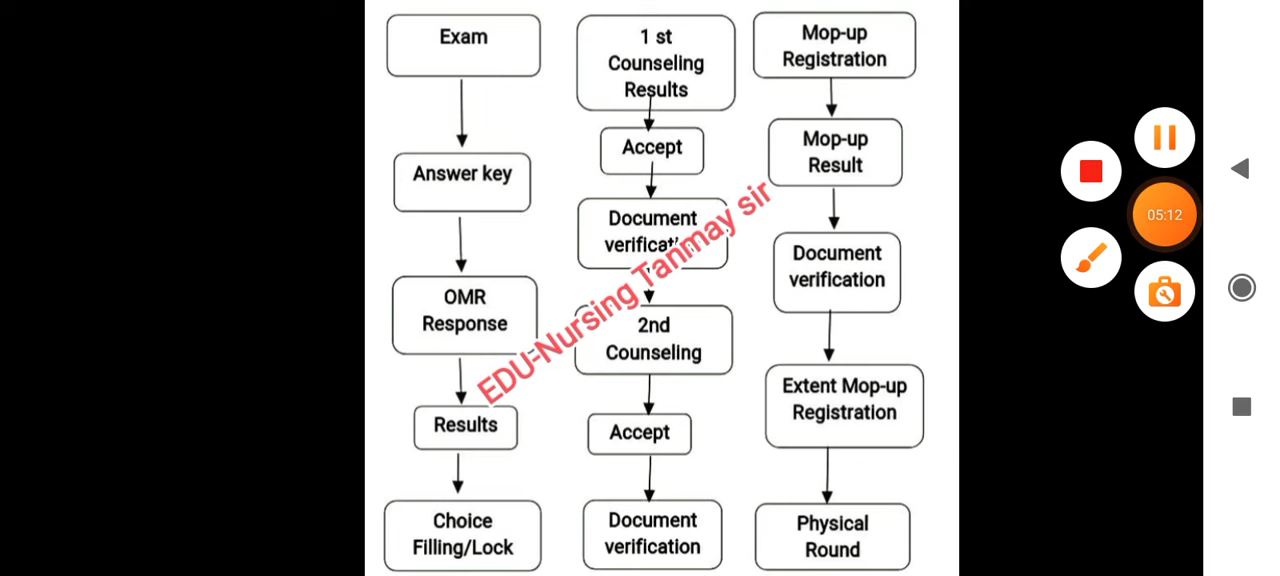 Exam
Answer key
OMR
Response
Results
Choice
Filling/Lock
1 st
Counseling
Results
Accept
Document
verification
2nd
Counseling
Accept
Document
verification
Mop-up
Registration
Mop-up
Result
Document
verification
Extent Mop-up
Registration
Physical
Round
EDU-Nursing Tanmay sir
05:12